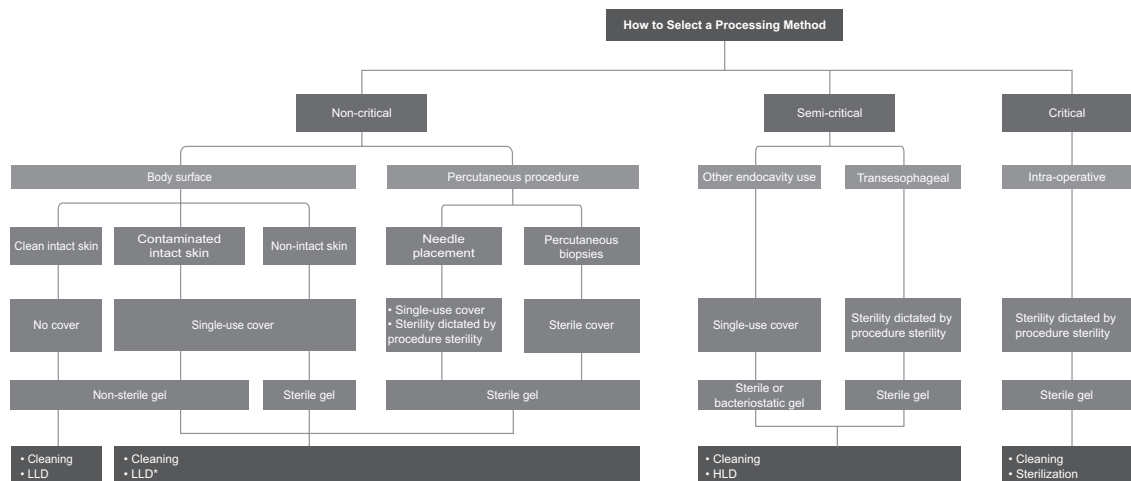 How to Select a Processing Method
Non-critical
Semi-critical
Critical
Body surface
Percutaneous procedure
Other endocavity use
Transesophageal
Intra-operative
Clean intact skin
Contaminated
intact skin
Non-intact skin
Needle
placement
Percutaneous
biopsies
No cover
Single-use cover
• Single-use cover
• Sterility dictated by
procedure sterility
Sterile cover
Single-use cover
Sterility dictated by
procedure sterility
Sterility dictated by
procedure sterility
Non-sterile gel
Sterile gel
Sterile gel
Sterile or
bacteriostatic gel
Sterile gel
Sterile gel
• Cleaning
• LLD
• Cleaning
• LLD*
• Cleaning
• HLD
• Cleaning
• Sterilization